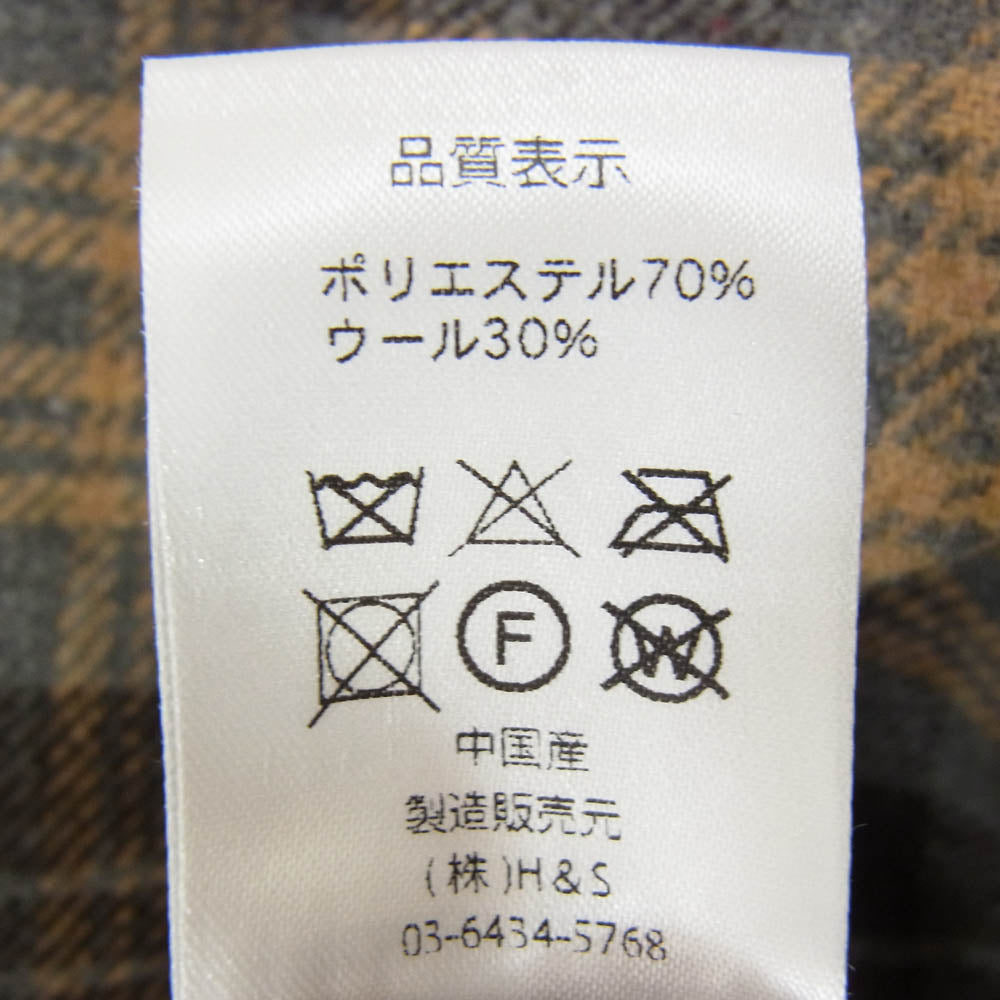 品質表示
ポリエステル70%
ウール30%
F
W
中国産
製造販売元
(株)H&S
03-6434-5768